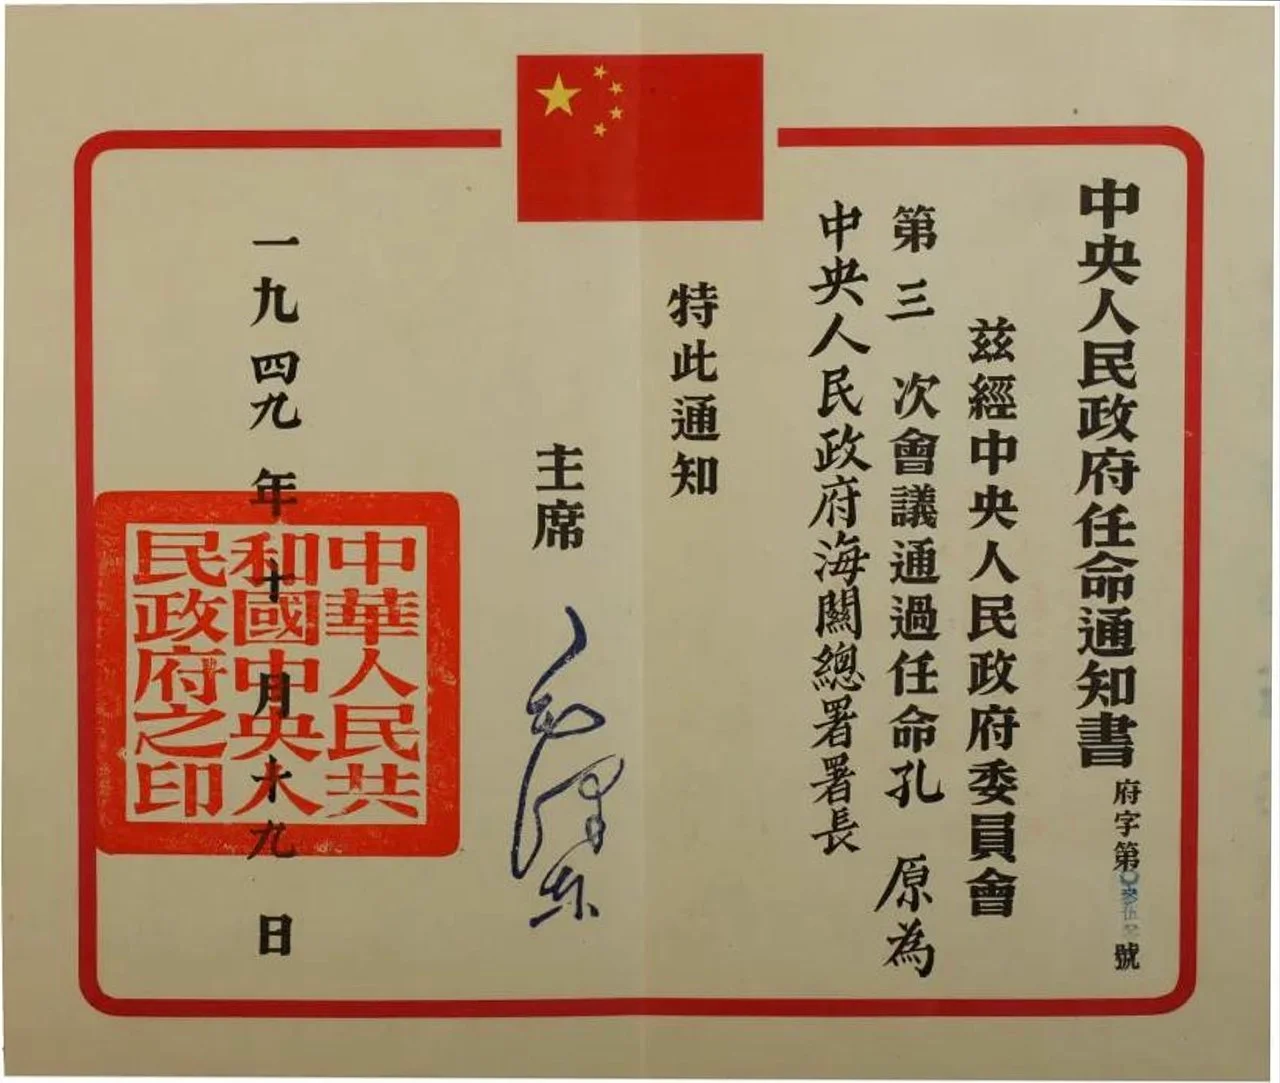 中央人民政府任命通知書
府字第 號
茲經中央人民政府委員會
第三次會議通過任命孔原為
中央人民政府海關總署署長
特此通知
主席
毛澤東
一九四九年十月十九日
中華人民共
和國中央人
民政府之印